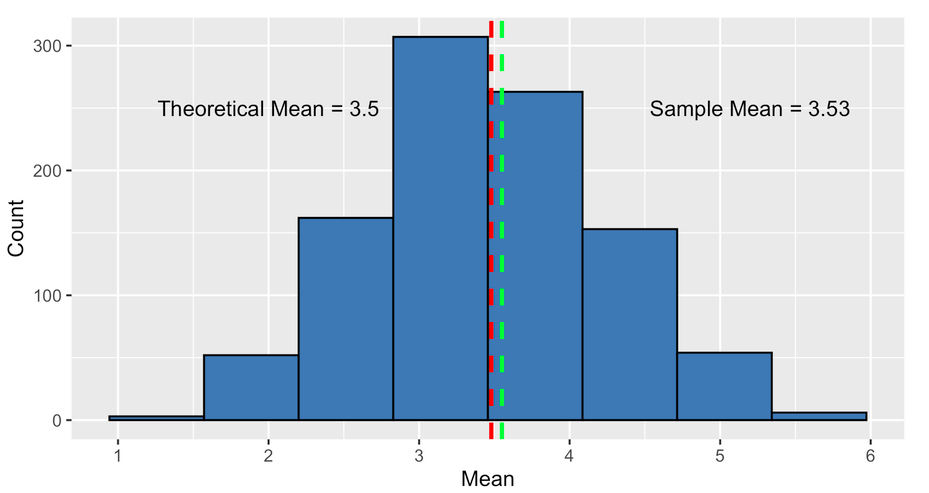 300
Theoretical Mean = 3.5
Sample Mean = 3.53
200
Count
100
0
1 2 3 4 5 6
Mean